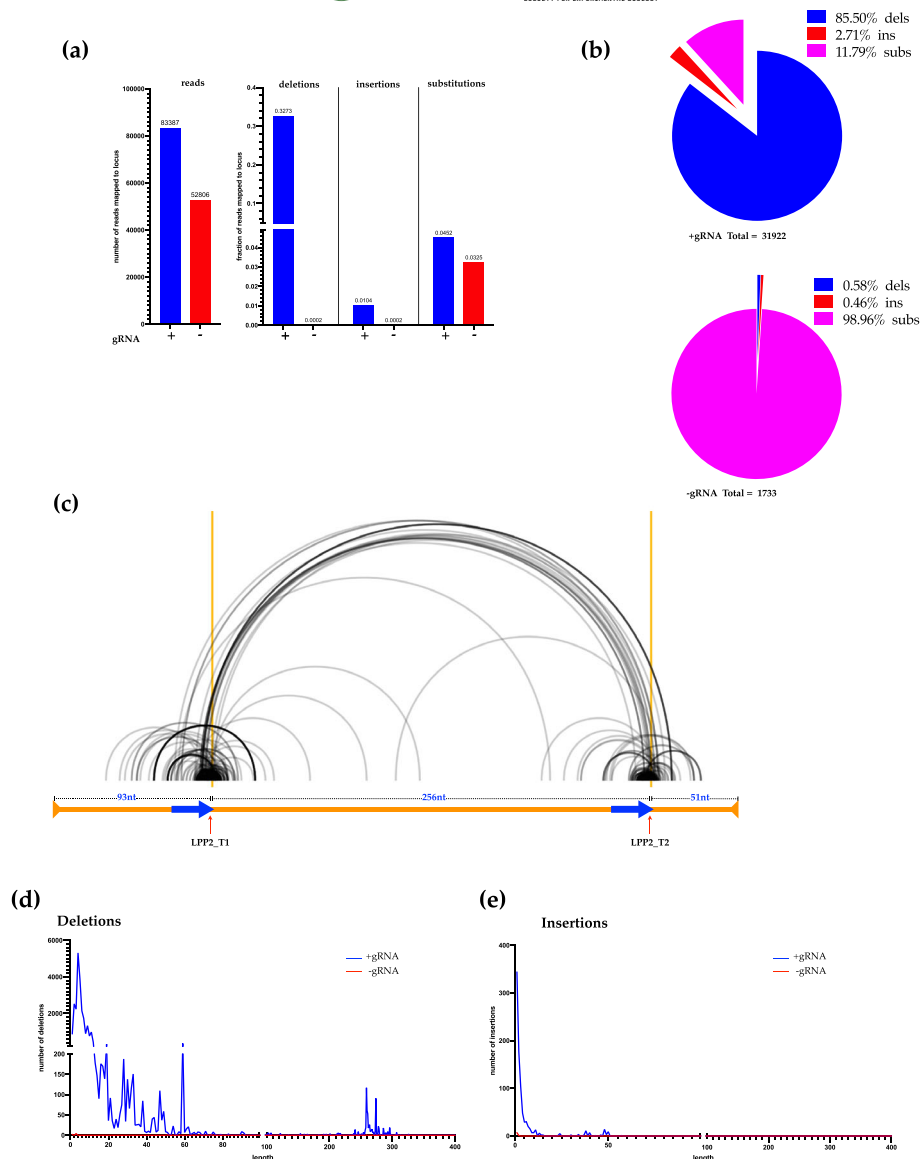 (a)
reads
number of reads mapped to locus
100000
80000
60000
40000
20000
0
83387
52806
gRNA
+
-
deletions
insertions
substitutions
fraction of reads mapped to locus
0.4
0.3
0.2
0.1
0.04
0.03
0.02
0.01
0.00
0.3273
0.0002
0.0104
0.0002
0.0452
0.0325
+
-
+
-
+
-
(b)
85.50% dels
2.71% ins
11.79% subs
+gRNA Total = 31922
0.58% dels
0.46% ins
98.96% subs
-gRNA Total = 1733
(c)
93nt
256nt
51nt
LPP2_T1
LPP2_T2
(d)
Deletions
+gRNA
-gRNA
number of deletions
6000
4000
2000
200
150
100
50
0
0
20
40
60
80
100
200
300
400
length
(e)
Insertions
+gRNA
-gRNA
number of insertions
400
300
200
100
0
0
50
100
200
300
400
length